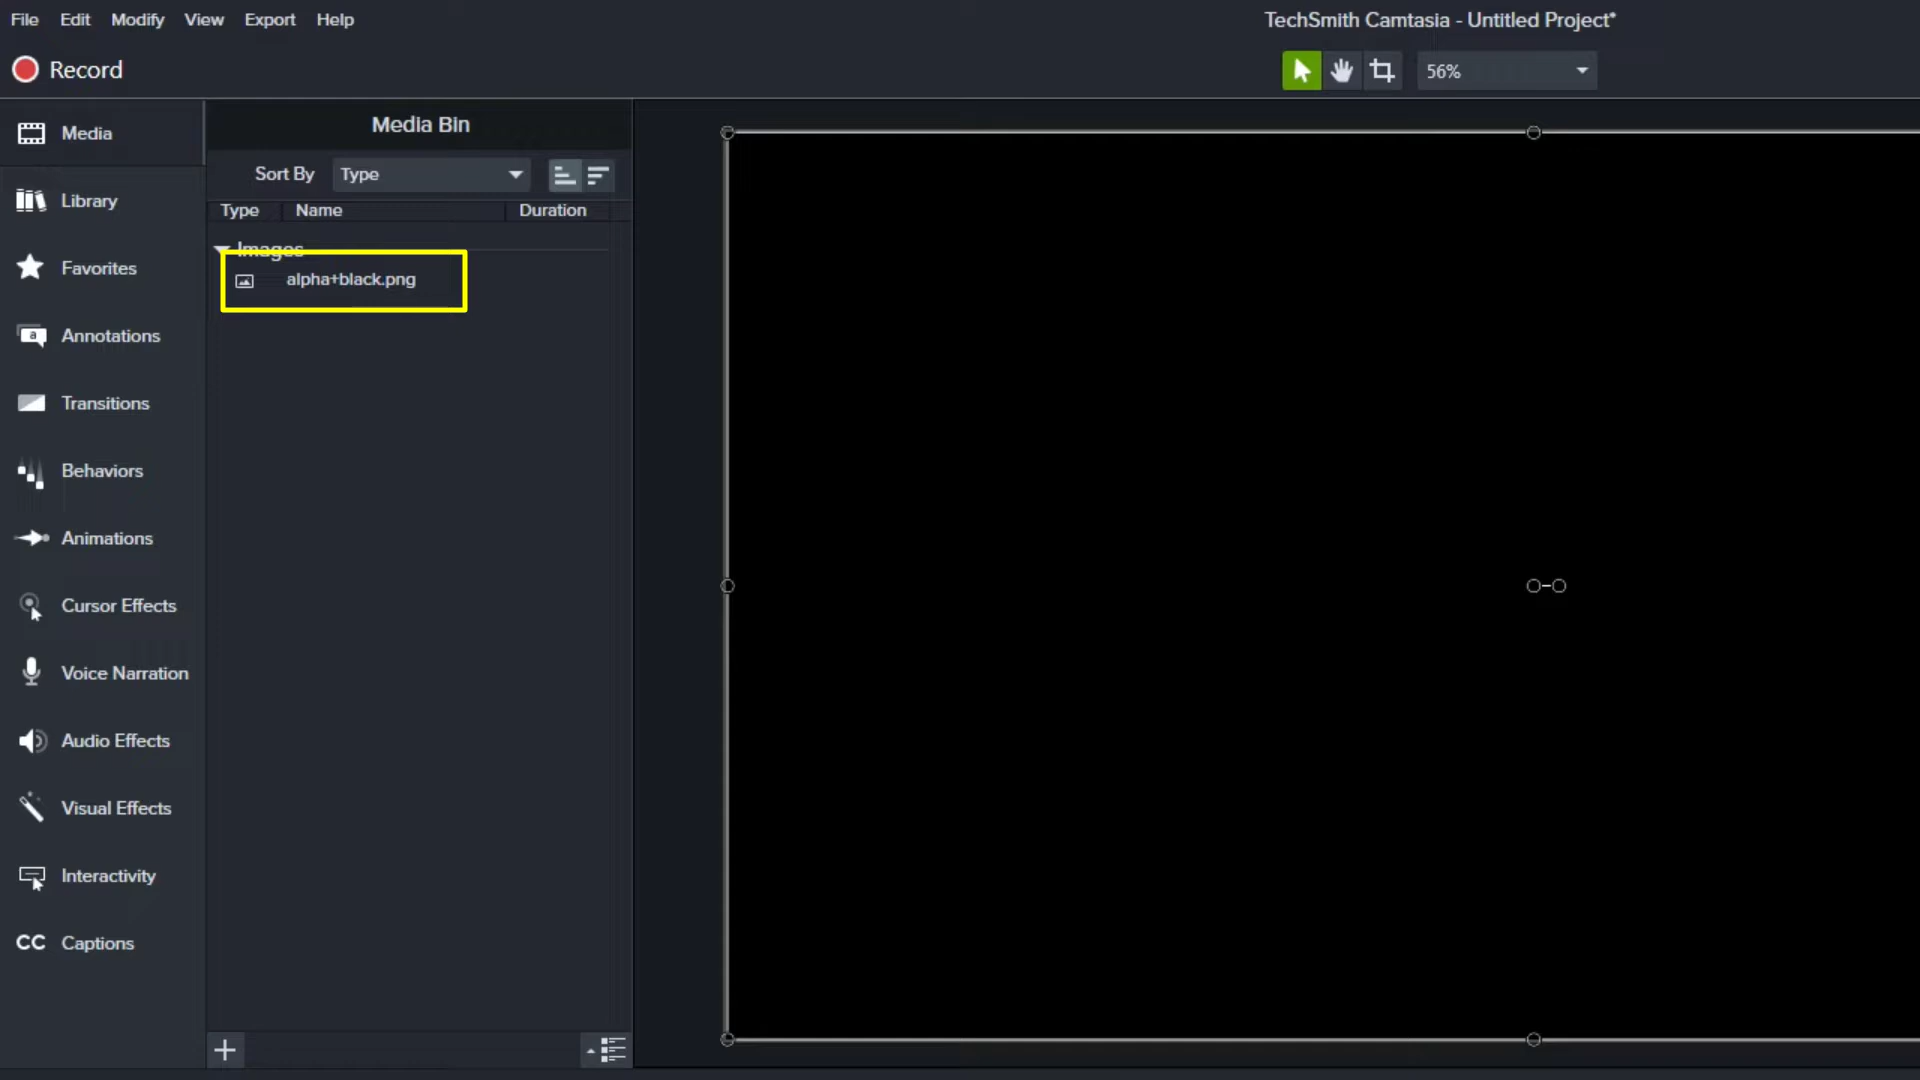 File Edit Modify View Export Help
TechSmith Camtasia - Untitled Project*
Record
56%
Media
Library
Favorites
Annotations
Transitions
Behaviors
Animations
Cursor Effects
Voice Narration
Audio Effects
Visual Effects
Interactivity
CC Captions
Media Bin
Sort By Type
Type Name Duration
Images
alpha+black.png